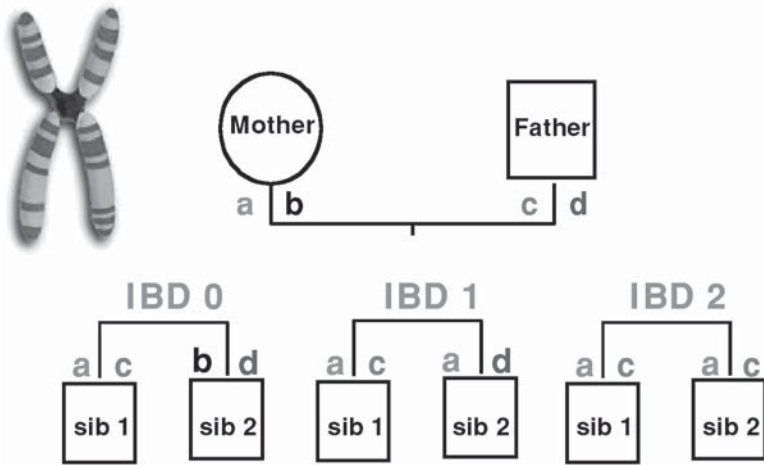 Mother Father
a b c d
IBD 0 IBD 1 IBD 2
a c b d a c a d a c a c
sib 1 sib 2 sib 1 sib 2 sib 1 sib 2